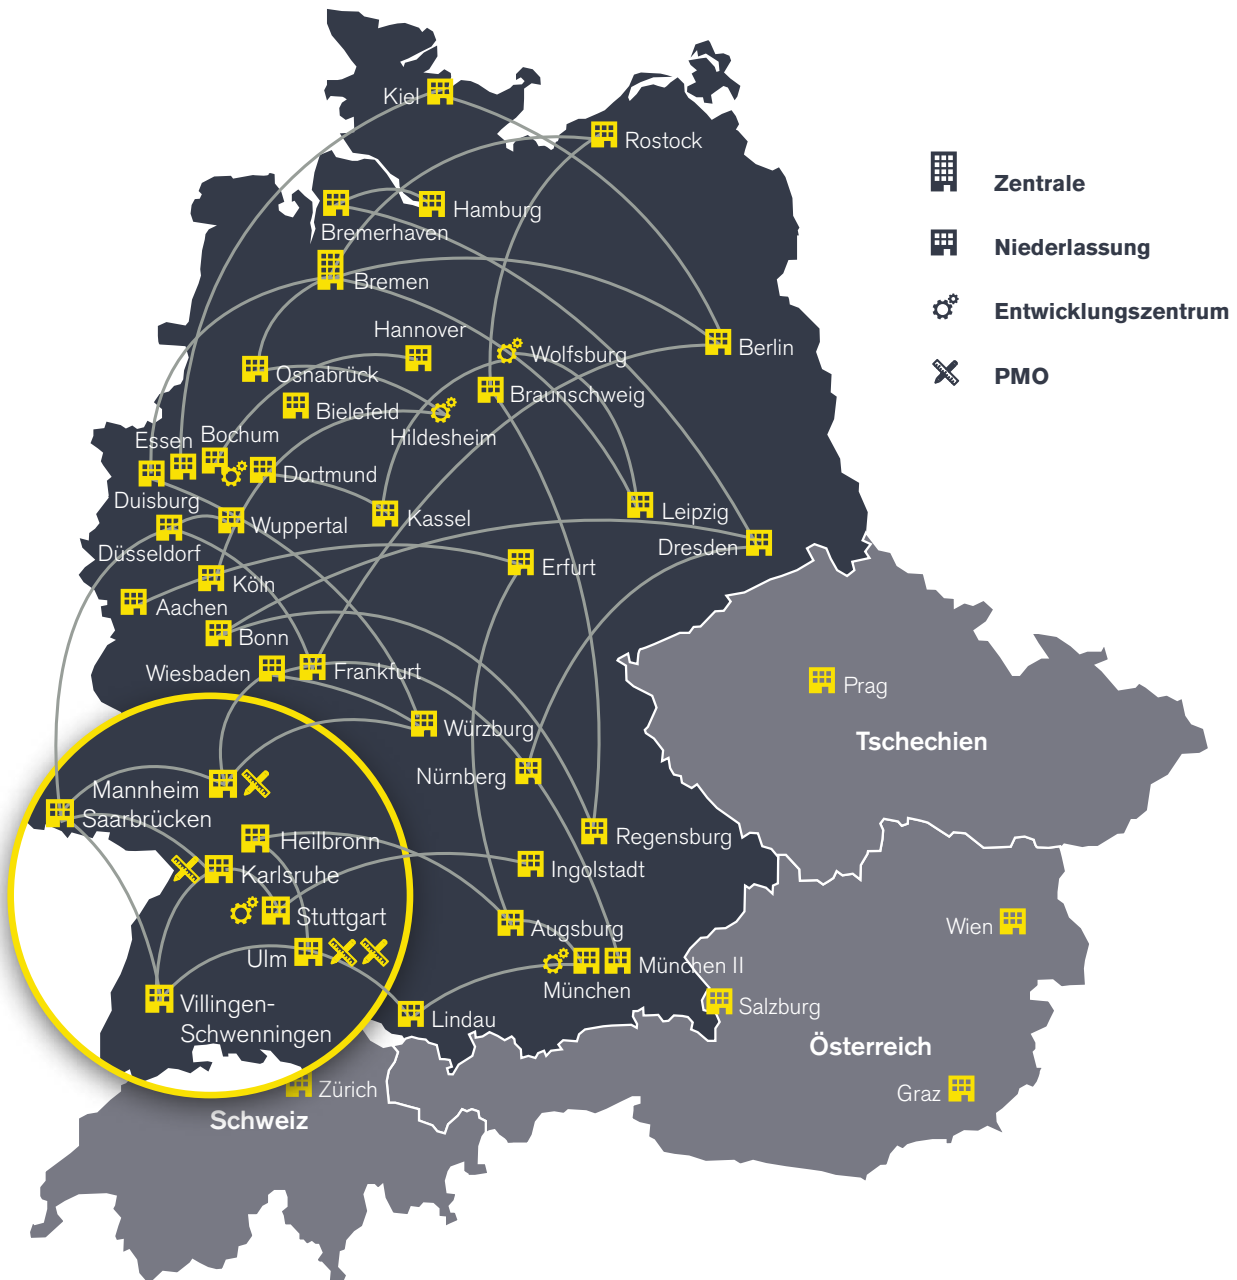 Kiel
Rostock
Zentrale
Hamburg
Bremerhaven
Niederlassung
Bremen
Entwicklungszentrum
Hannover
Wolfsburg
Berlin
Osnabrück
PMO
Braunschweig
Bielefeld
Hildesheim
Essen
Bochum
Dortmund
Duisburg
Kassel
Leipzig
Wuppertal
Düsseldorf
Dresden
Erfurt
Köln
Aachen
Bonn
Wiesbaden
Frankfurt
Prag
Würzburg
Tschechien
Nürnberg
Mannheim
Saarbrücken
Heilbronn
Regensburg
Karlsruhe
Ingolstadt
Stuttgart
Augsburg
Wien
Ulm
München II
München
Villingen-
Schwenningen
Salzburg
Lindau
Österreich
Zürich
Graz
Schweiz